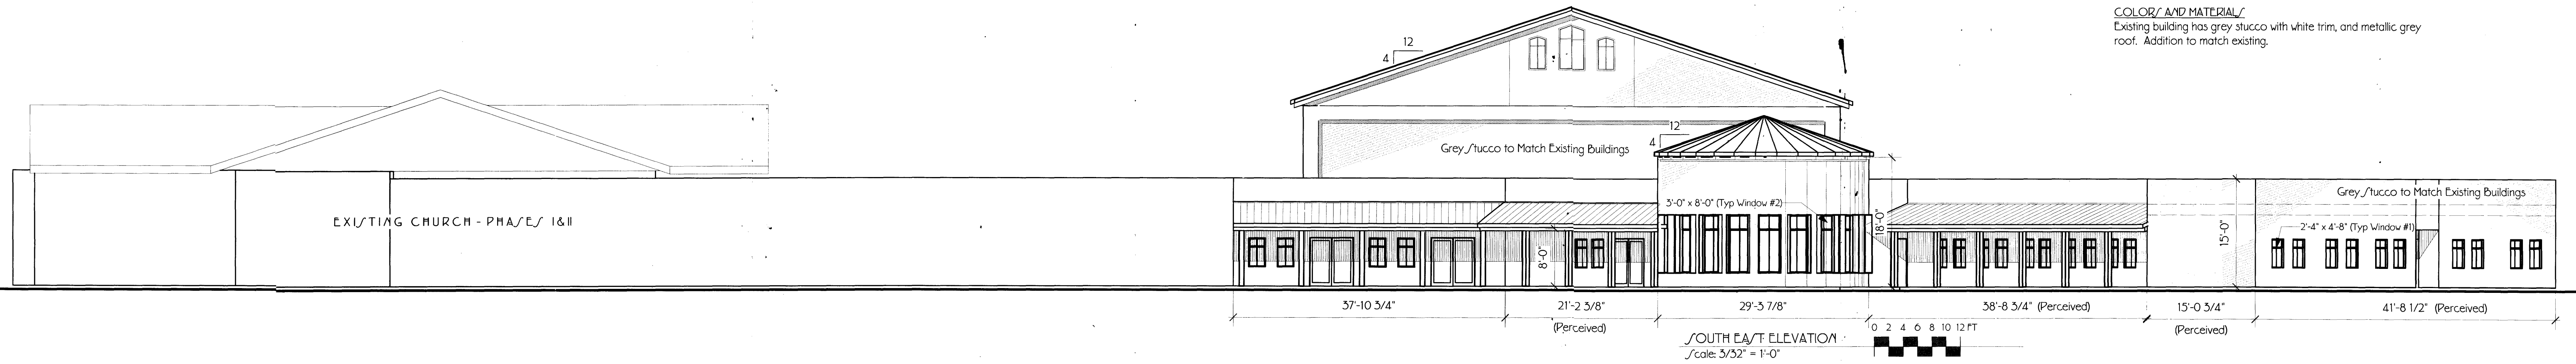 COLORS AND MATERIALS
Existing building has grey stucco with white trim, and metallic grey
roof. Addition to match existing.
12
4
12
4
Grey Stucco to Match Existing Buildings
Grey Stucco to Match Existing Buildings
3'-0" x 8'-0" (Typ Window #2)
EXISTING CHURCH - PHASES I&II
18'-0"
15'-0"
2'-4" x 4'-8" (Typ Window #1)
8'-0"
37'-10 3/4"
21'-2 3/8"
(Perceived)
29'-3 7/8"
38'-8 3/4" (Perceived)
15'-0 3/4"
(Perceived)
41'-8 1/2" (Perceived)
SOUTH EAST ELEVATION
Scale: 3/32" = 1'-0"
0 2 4 6 8 10 12 FT